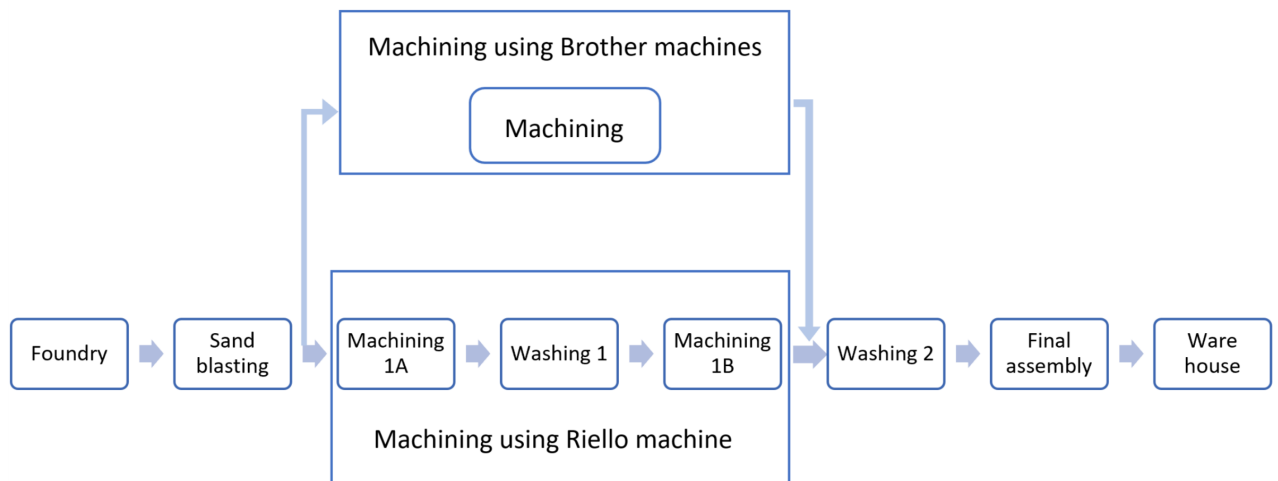 Machining using Brother machines
Machining
Foundry
Sand
blasting
Machining
1A
Washing 1
Machining
1B
Washing 2
Final
assembly
Ware
house
Machining using Riello machine